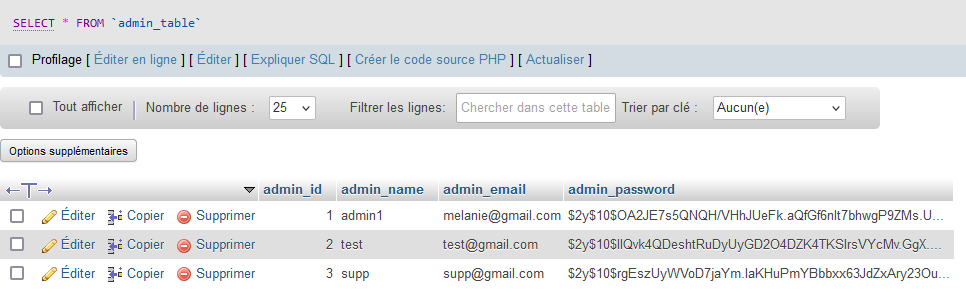 SELECT * FROM `admin_table`
Profilage [ Éditer en ligne ] [ Éditer ] [ Expliquer SQL ] [ Créer le code source PHP ] [ Actualiser ]
Tout afficher Nombre de lignes : 25 Filtrer les lignes: Chercher dans cette table Trier par clé : Aucun(e)
Options supplémentaires
admin_id admin_name admin_email admin_password
Éditer Copier Supprimer 1 admin1 melanie@gmail.com $2y$10$OA2JE7s5QNQH/VHhJUeFk.aQfGf6nlt7bhwgP9ZMs.U...
Éditer Copier Supprimer 2 test test@gmail.com $2y$10$lIQvk4QDeshtRuDyUyGD2O4DZK4TKSIrsVYcMv.GgX....
Éditer Copier Supprimer 3 supp supp@gmail.com $2y$10$rgEszUyWVoD7jaYm.IaKHuPmYBbbxx63JdZxAry23Ou...